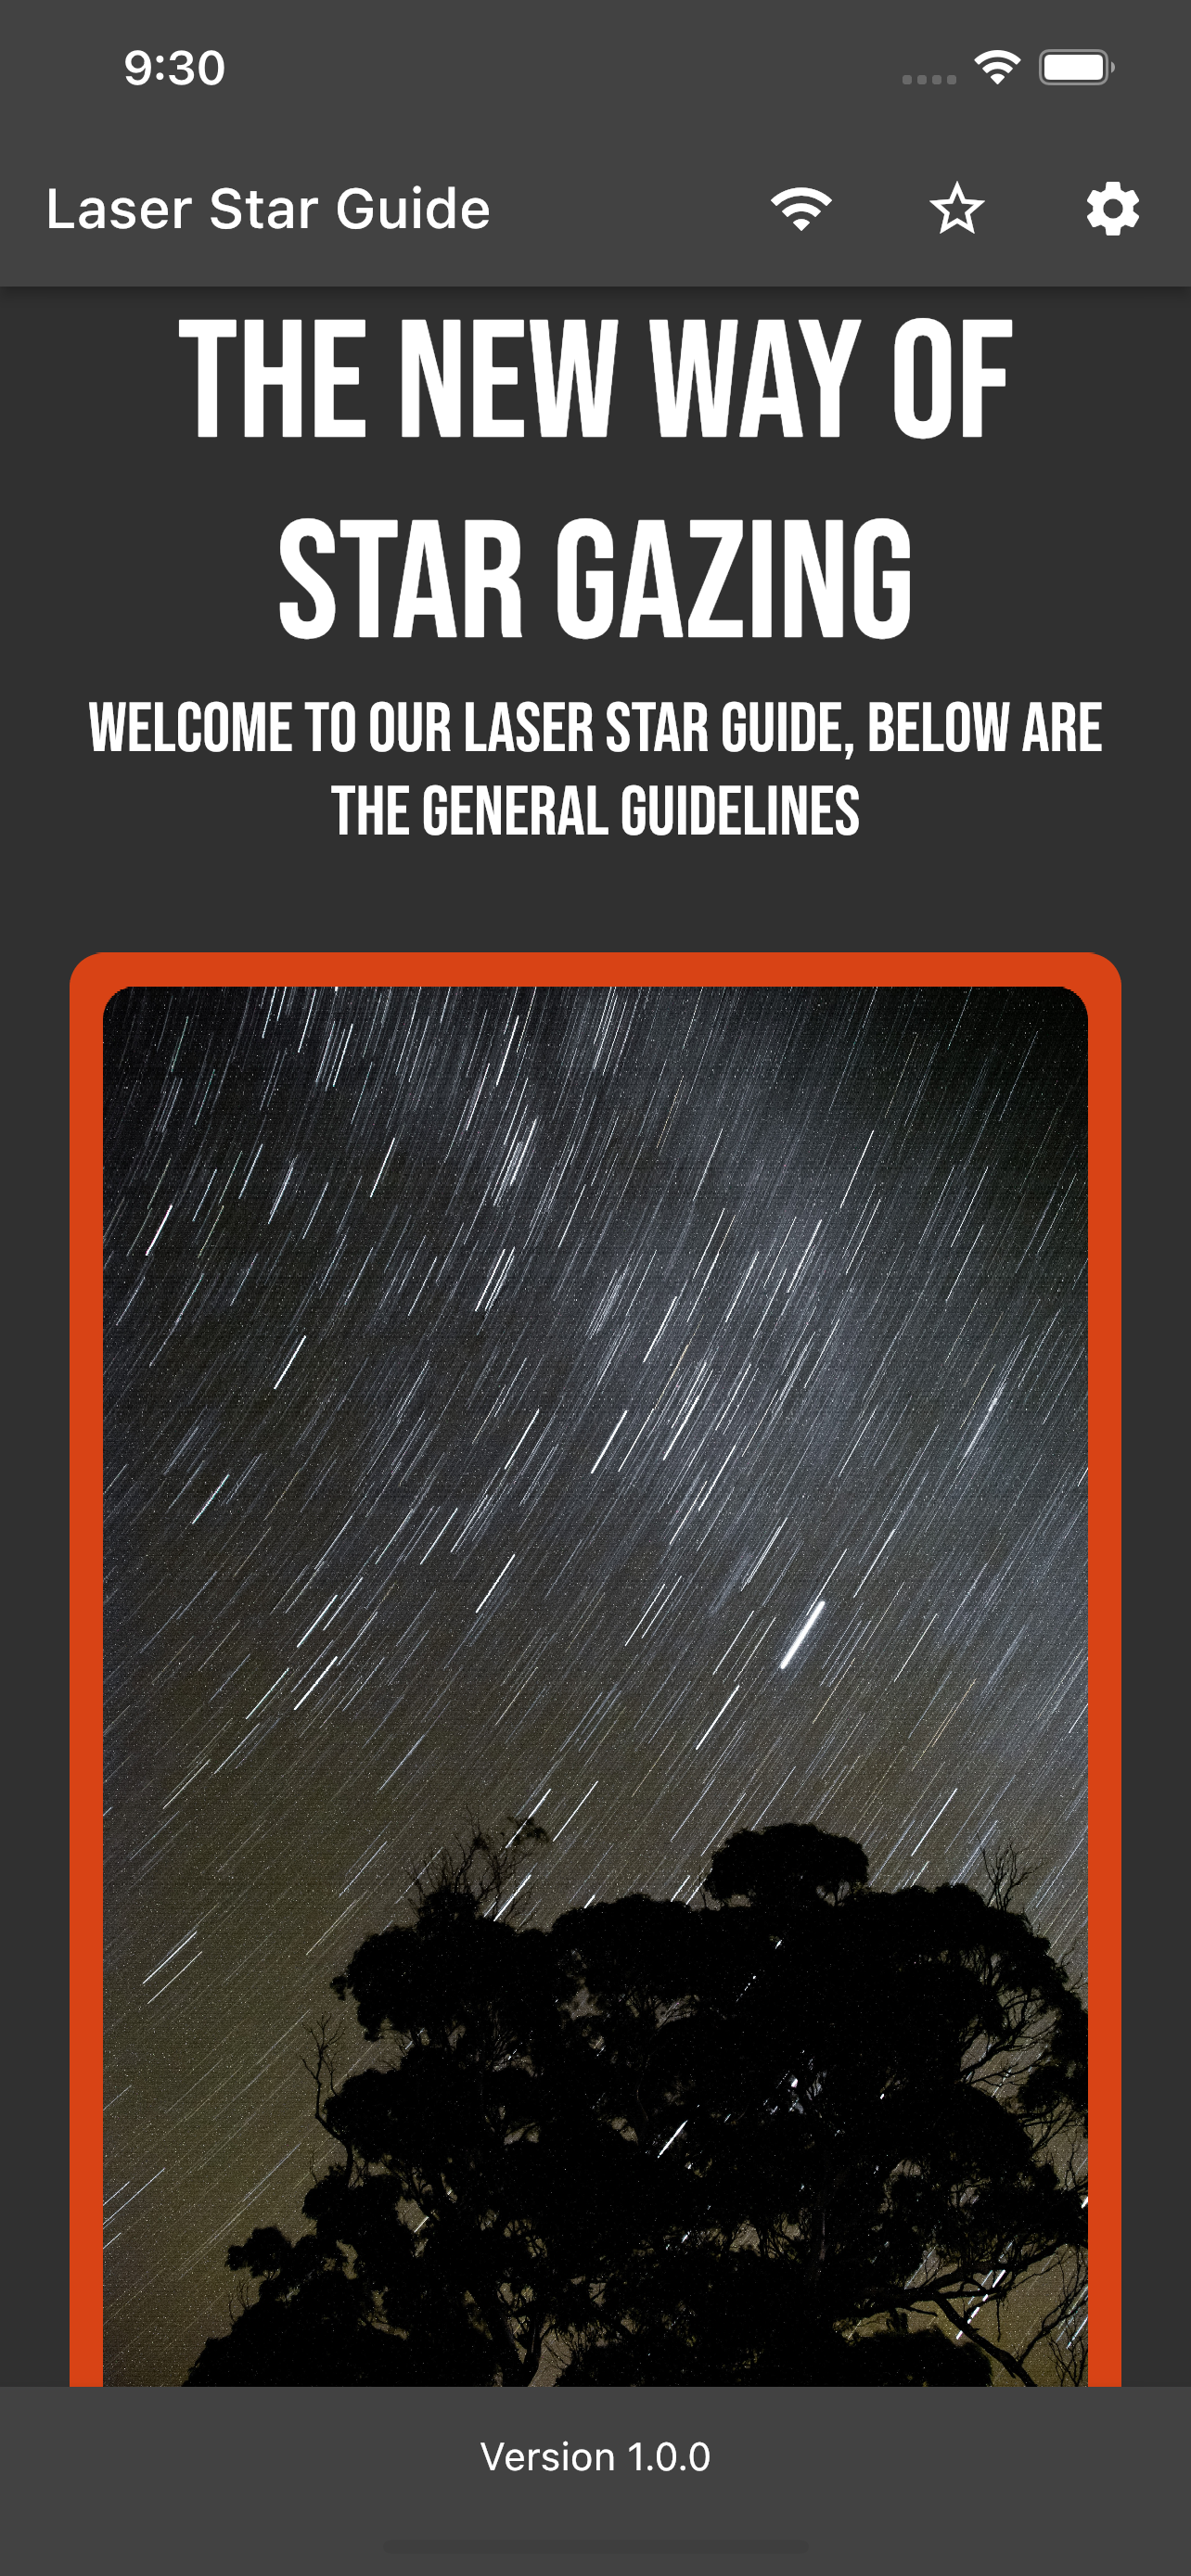 9:30
Laser Star Guide
THE NEW WAY OF
STAR GAZING
WELCOME TO OUR LASER STAR GUIDE, BELOW ARE
THE GENERAL GUIDELINES
Version 1.0.0